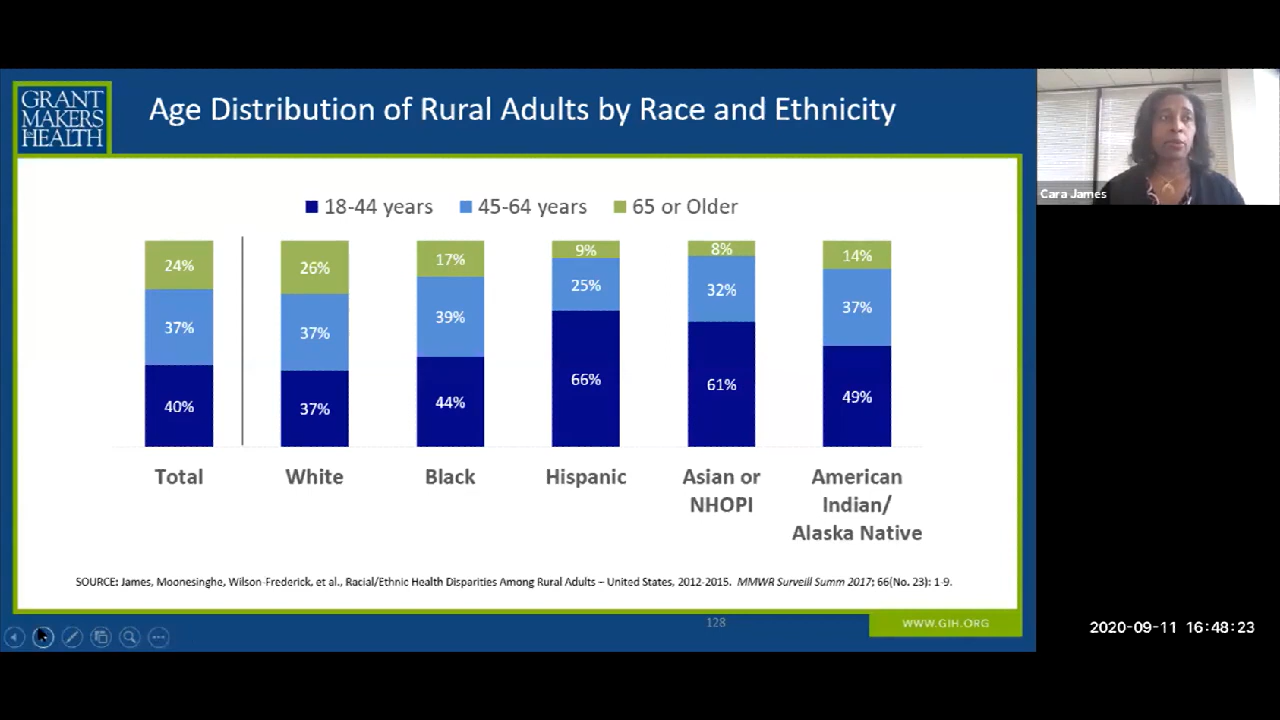 GRANT
MAKERS
IN
HEALTH
Age Distribution of Rural Adults by Race and Ethnicity
Cara James
18-44 years 45-64 years 65 or Older
24% 26% 17% 9% 8% 14%
37% 37% 39% 25% 32% 37%
40% 37% 44% 66% 61% 49%
Total White Black Hispanic Asian or American
NHOPI Indian/
Alaska Native
SOURCE: James, Moonesinghe, Wilson-Frederick, et al., Racial/Ethnic Health Disparities Among Rural Adults – United States, 2012-2015. MMWR Surveill Summ 2017; 66(No. 23): 1-9.
128
WWW.GIH.ORG
2020-09-11 16:48:23